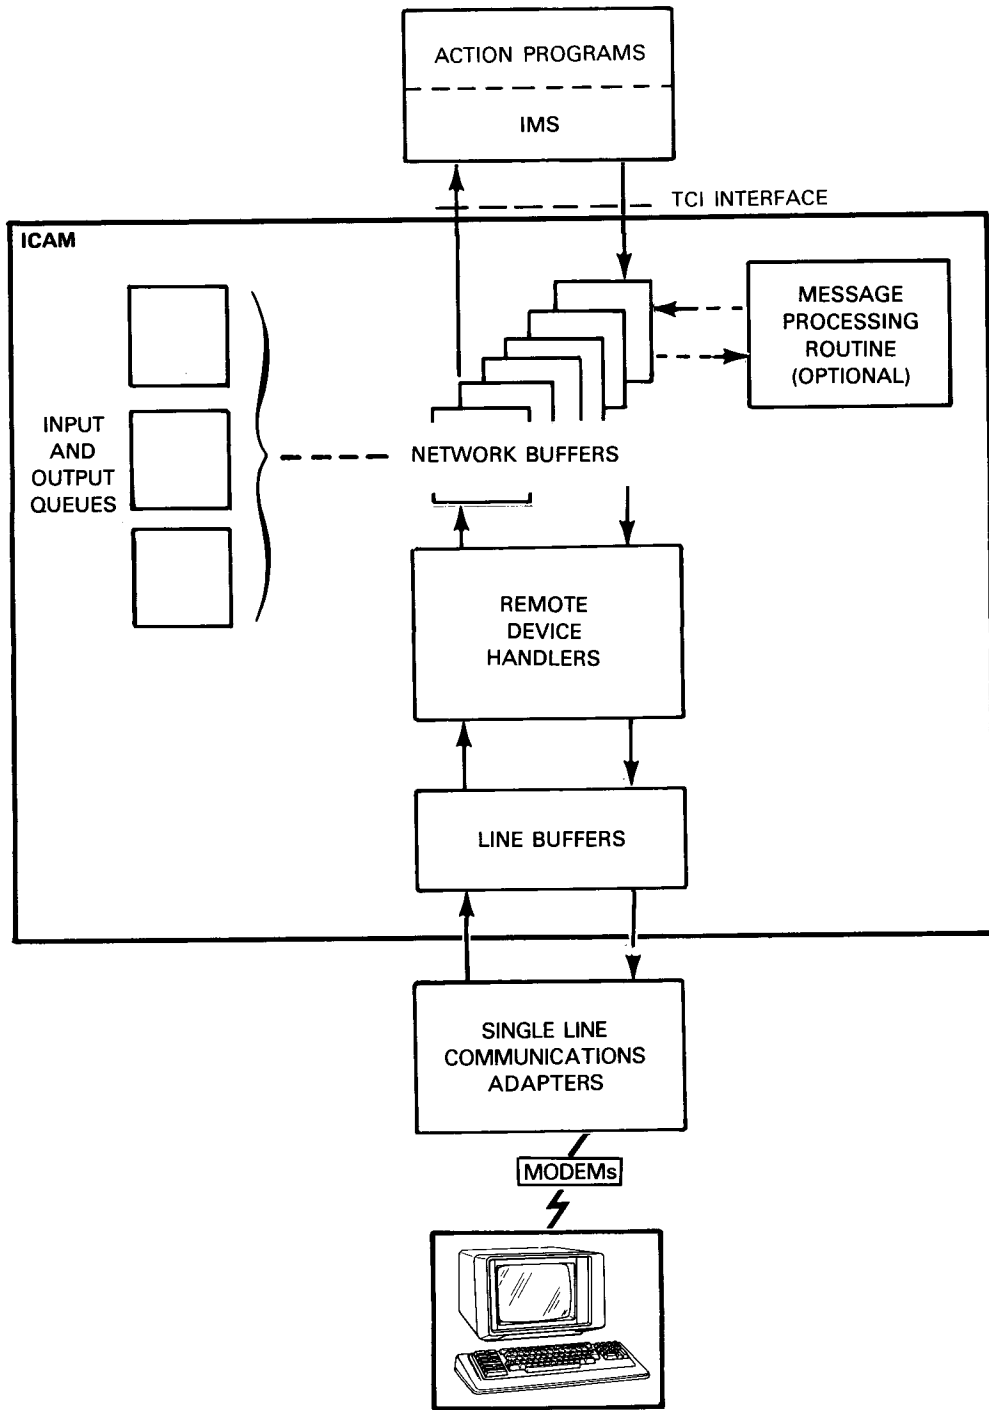 ACTION PROGRAMS
IMS
TCI INTERFACE
ICAM
MESSAGE
PROCESSING
ROUTINE
(OPTIONAL)
INPUT
AND
OUTPUT
QUEUES
NETWORK BUFFERS
REMOTE
DEVICE
HANDLERS
LINE BUFFERS
SINGLE LINE
COMMUNICATIONS
ADAPTERS
MODEMs